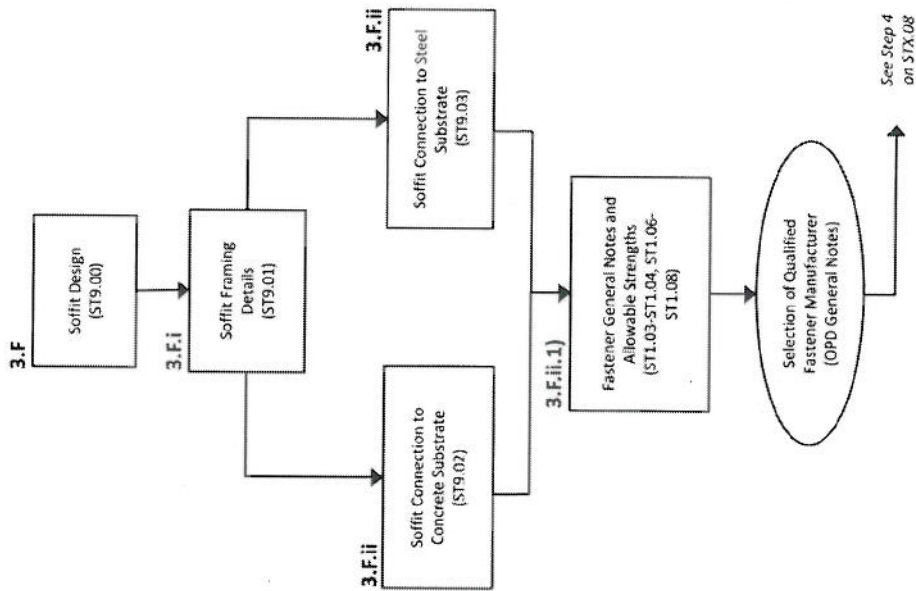 3.F
Soffit Design
(ST9.00)
3.F.i
Soffit Framing
Details
(ST9.01)
3.F.ii
Soffit Connection to
Concrete Substrate
(ST9.02)
3.F.ii
Soffit Connection to Steel
Substrate
(ST9.03)
3.F.ii.1)
Fastener General Notes and
Allowable Strengths
(ST1.03-ST1.04, ST1.06-
ST1.08)
Selection of Qualified
Fastener Manufacturer
(OPD General Notes)
See Step 4
on STX.08